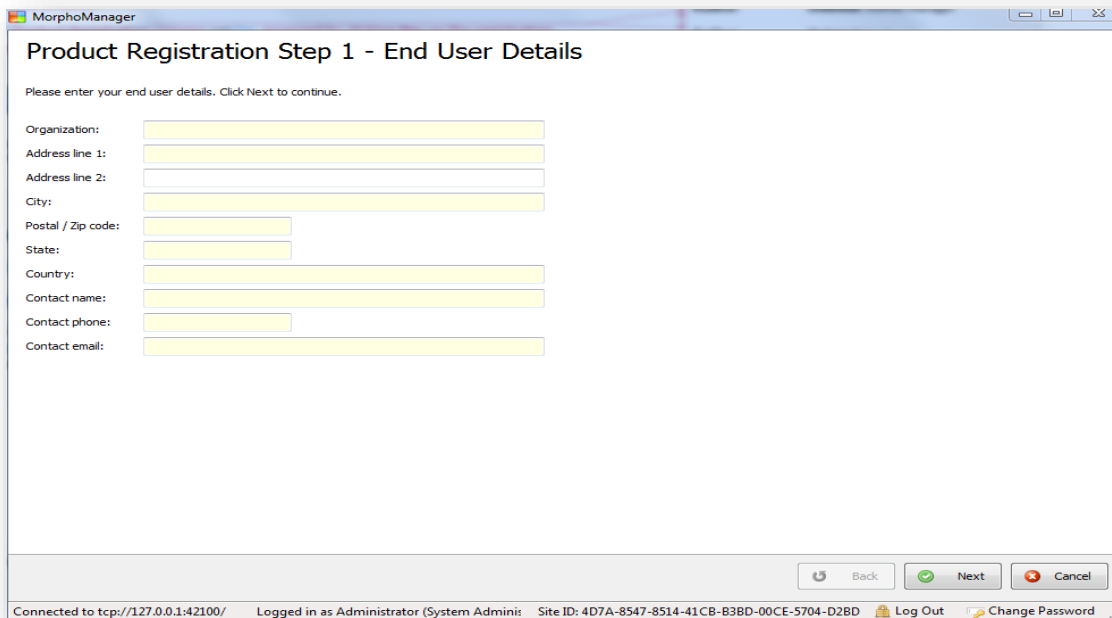 MorphoManager
Product Registration Step 1 - End User Details
Please enter your end user details. Click Next to continue.
Organization:
Address line 1:
Address line 2:
City:
Postal / Zip code:
State:
Country:
Contact name:
Contact phone:
Contact email:
Back Next Cancel
Connected to tcp://127.0.0.1:42100/ Logged in as Administrator (System Adminis Site ID: 4D7A-8547-8514-41CB-B3BD-00CE-5704-D2BD Log Out Change Password